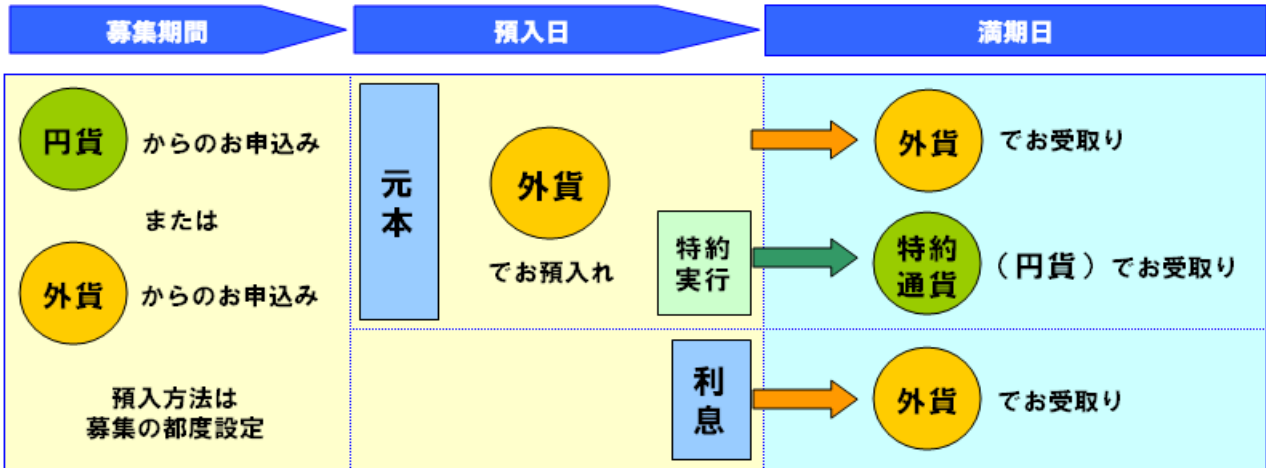 募集期間
預入日
満期日
円貨 からのお申込み
または
外貨 からのお申込み
預入方法は
募集の都度設定
元本
外貨
でお預入れ
特約
実行
外貨 でお受取り
特約
通貨 (円貨) でお受取り
利息
外貨 でお受取り